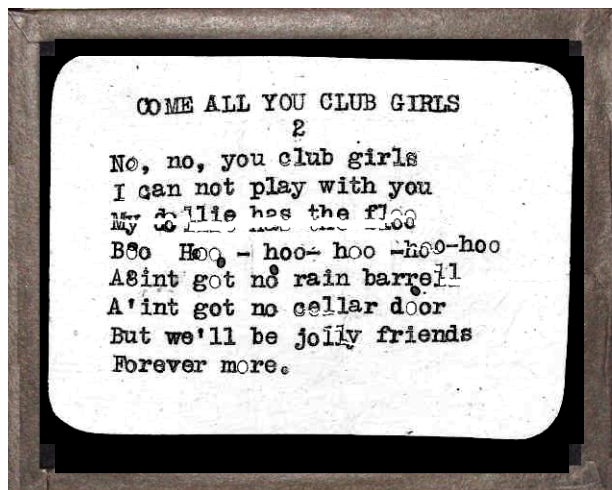 COME ALL YOU CLUB GIRLS
2
No, no, you club girls
I can not play with you
My dollie has the floo
Boo Hoo - hoo- hoo -hoo-hoo
A8int got no rain barrell
A'int got no cellar door
But we'll be jolly friends
Forever more.